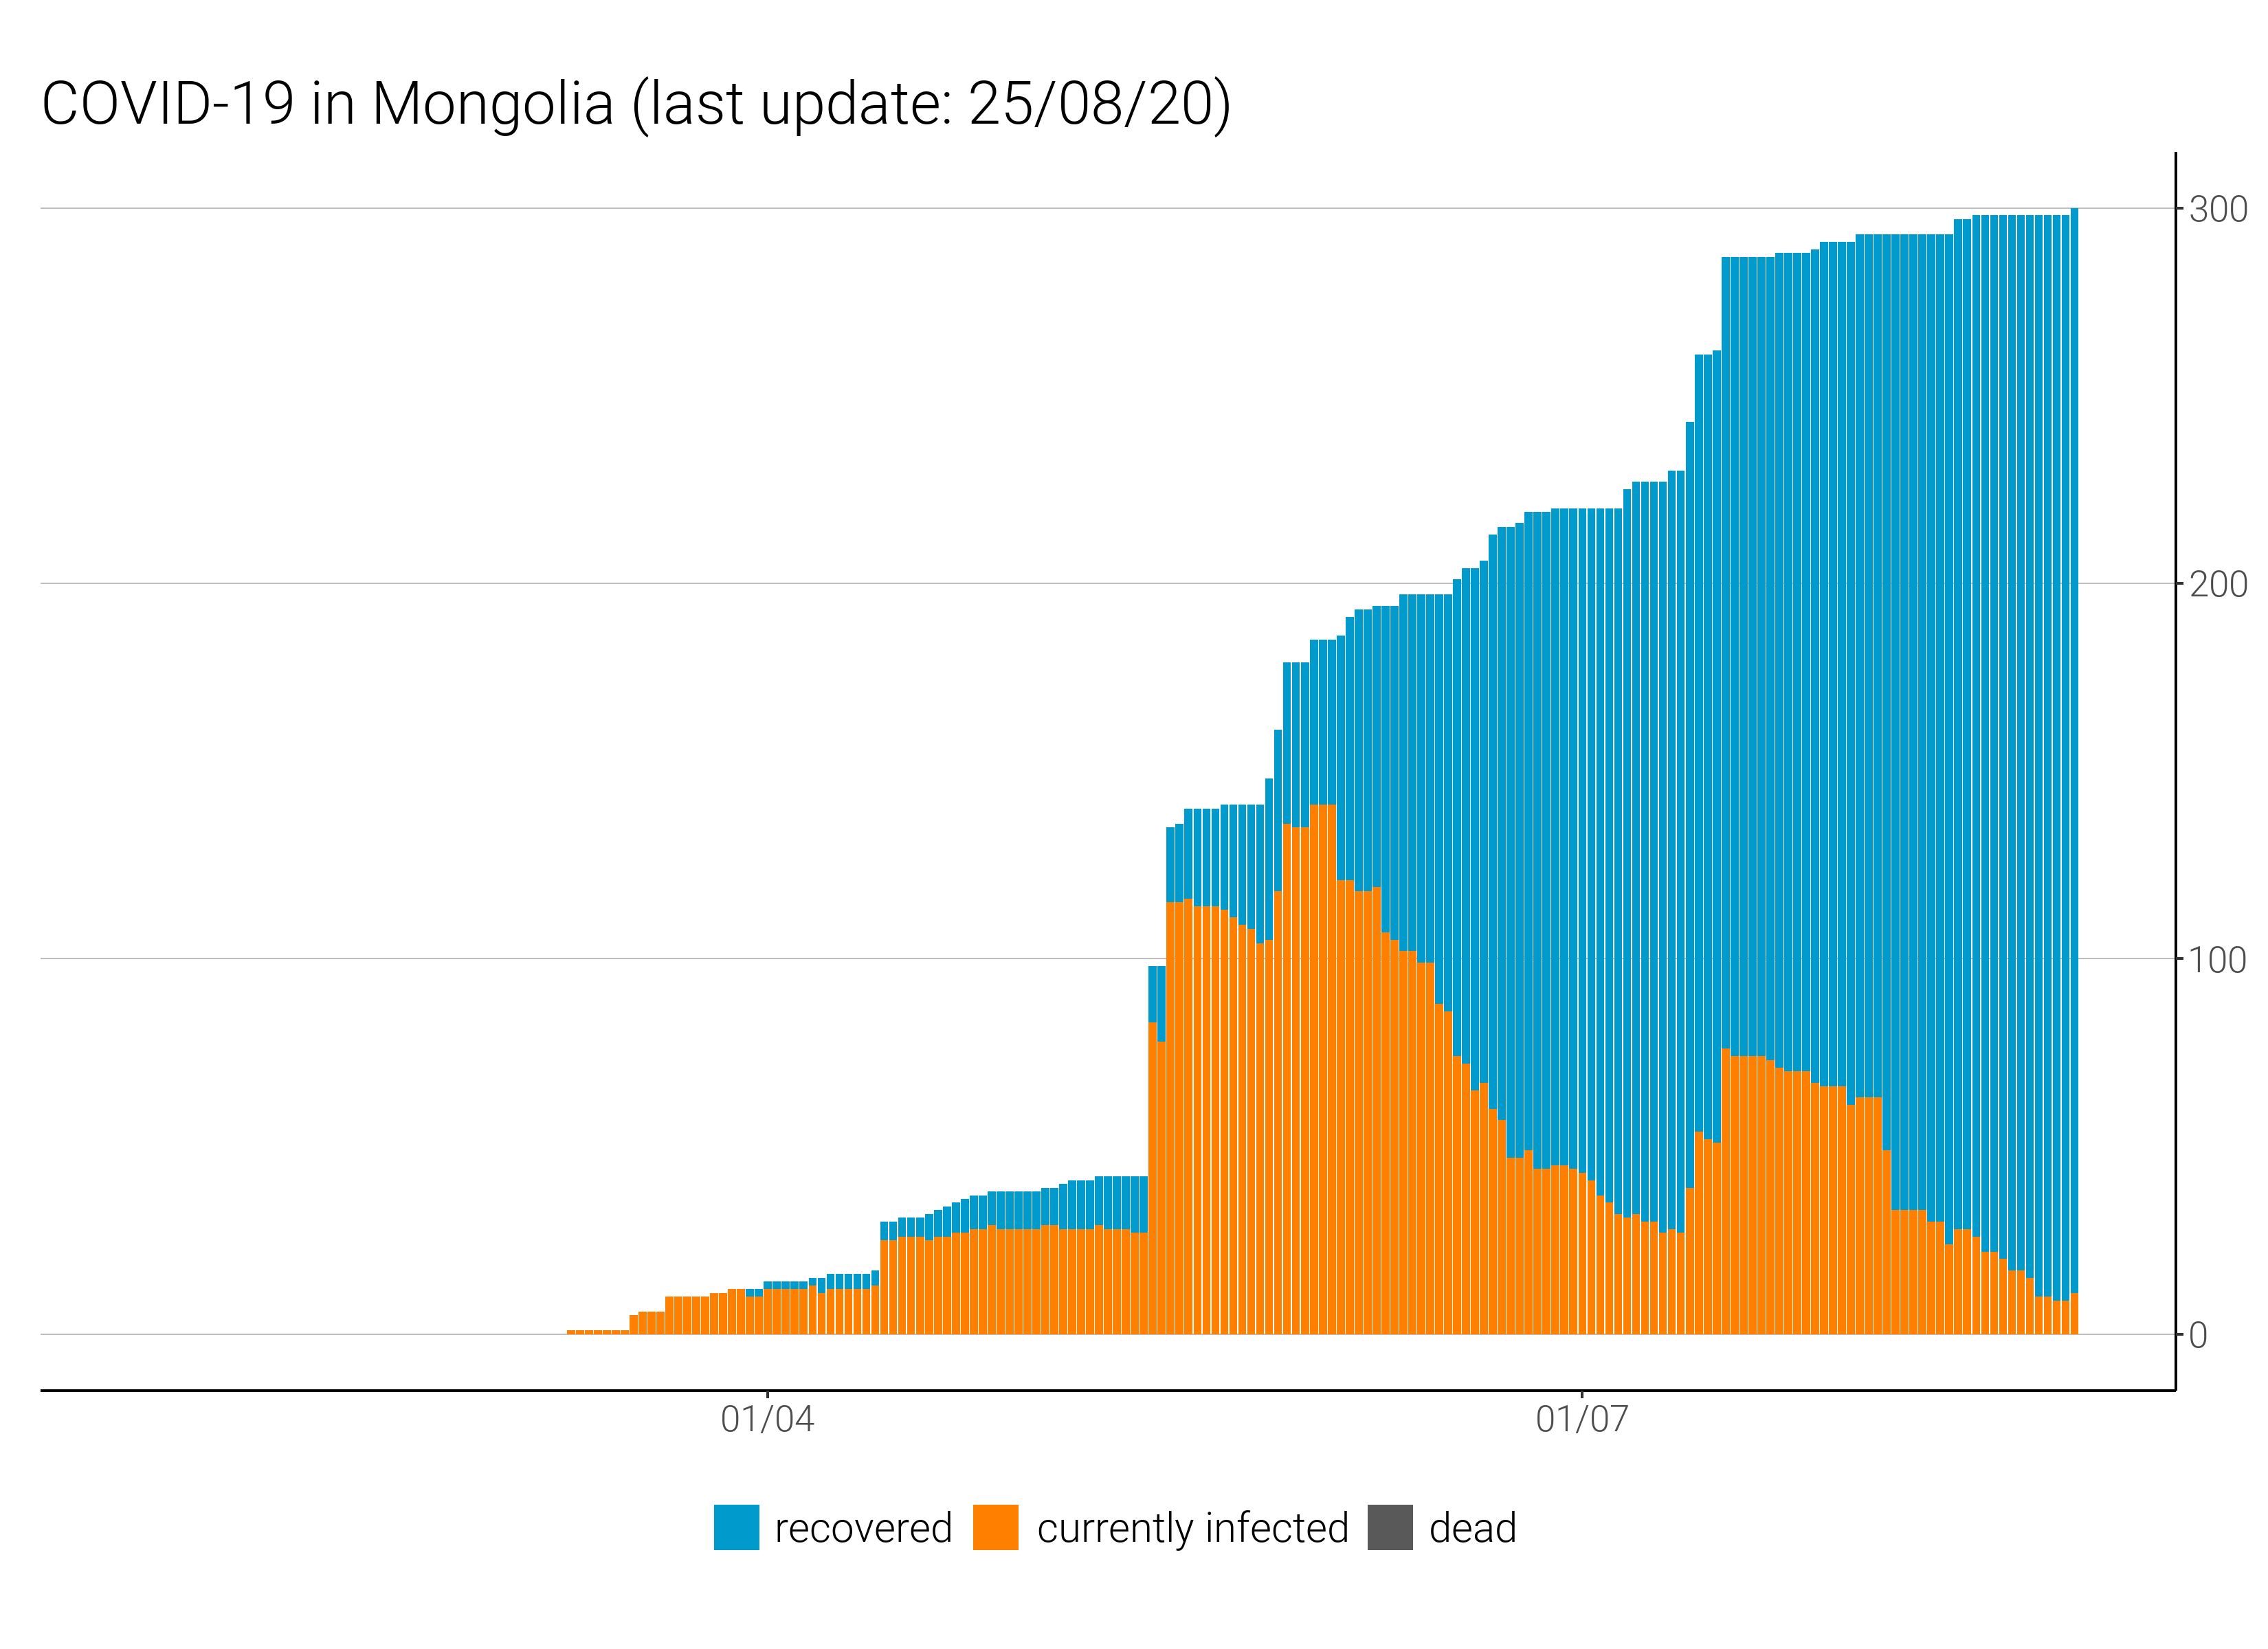 COVID-19 in Mongolia (last update: 25/08/20)
300
200
100
0
01/04 01/07
recovered currently infected dead